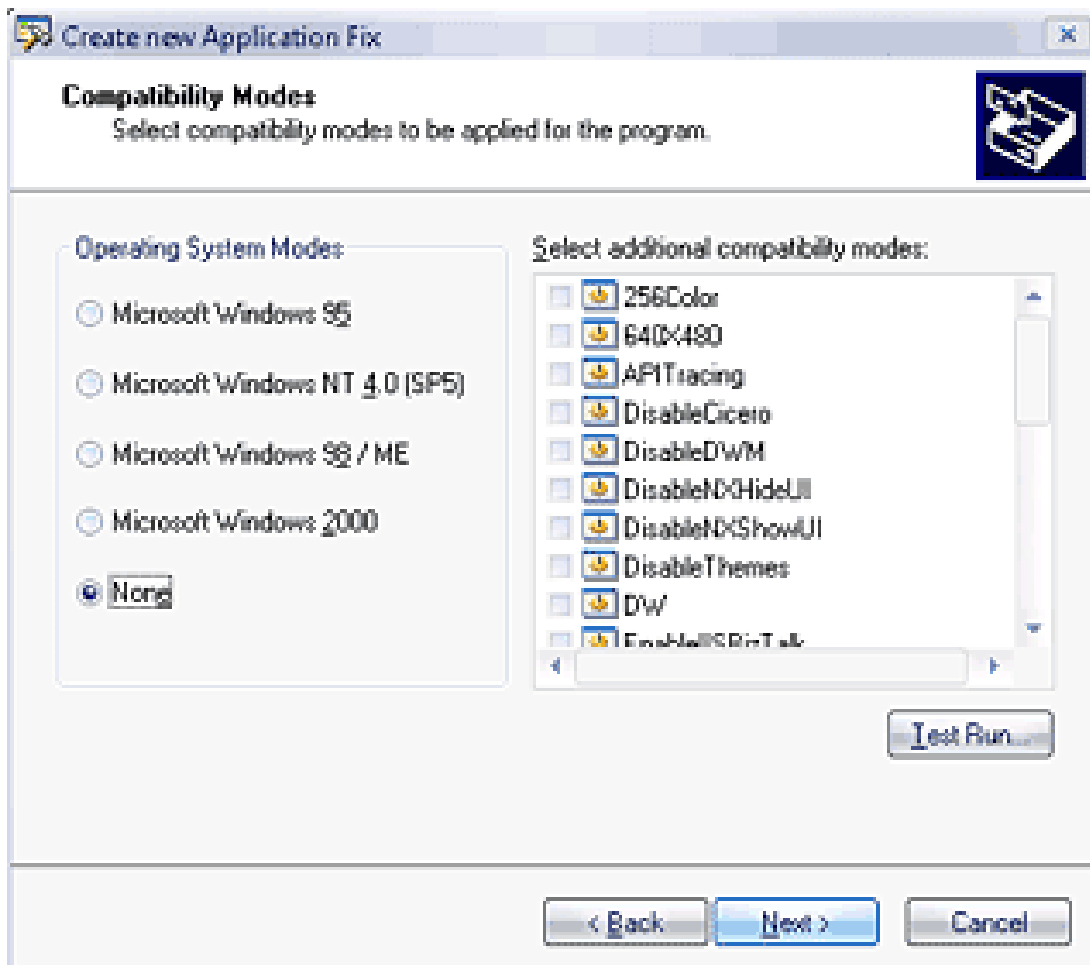 Create new Application Fix
Compatibility Modes
Select compatibility modes to be applied for the program.
Operating System Modes
Microsoft Windows 95
Microsoft Windows NT 4.0 (SP5)
Microsoft Windows 98 / ME
Microsoft Windows 2000
None
Select additional compatibility modes:
256Color
640X480
APITracing
DisableCicero
DisableDWM
DisableNXHideUI
DisableNXShowUI
DisableThemes
DW
EnableIISBizTalk
Test Run...
< Back
Next >
Cancel